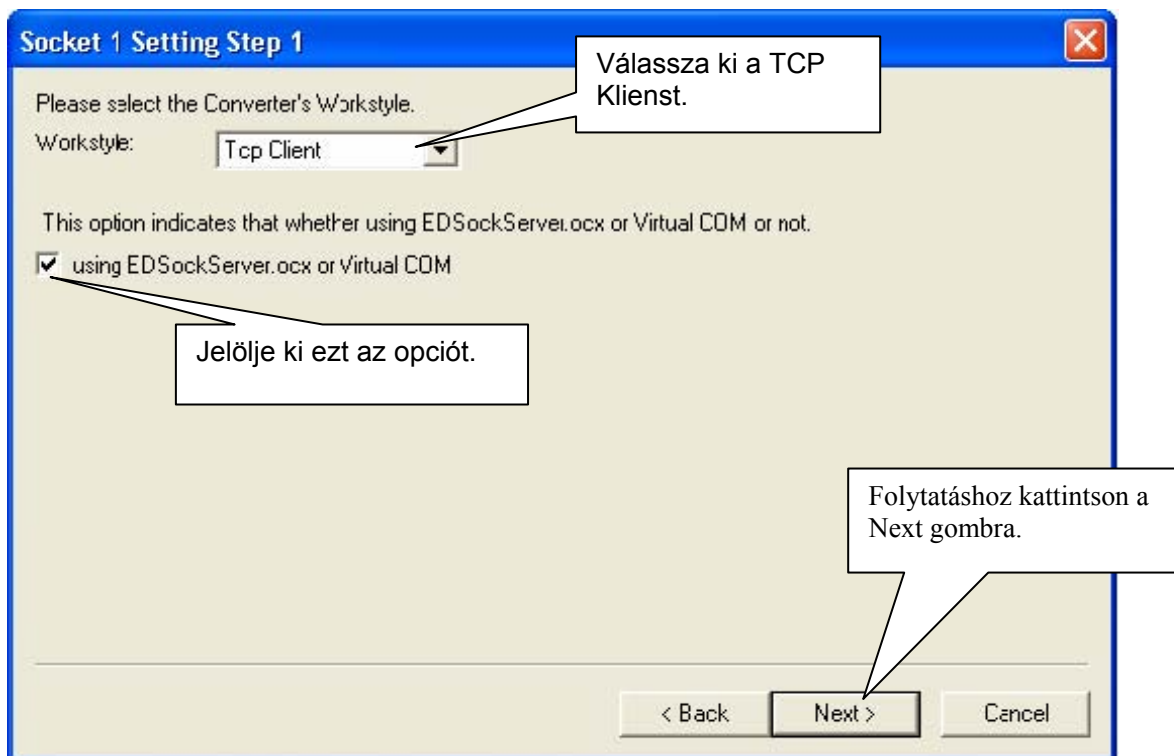 Socket 1 Setting Step 1
Válassza ki a TCP
Klienst.
Please select the Converter's Workstyle.
Workstyle:
Tcp Client
This option indicates that whether using EDSockServer.ocx or Virtual COM or not.
using EDSockServer.ocx or Virtual COM
Jelölje ki ezt az opciót.
Folytatáshoz kattintson a
Next gombra.
< Back
Next >
Cancel